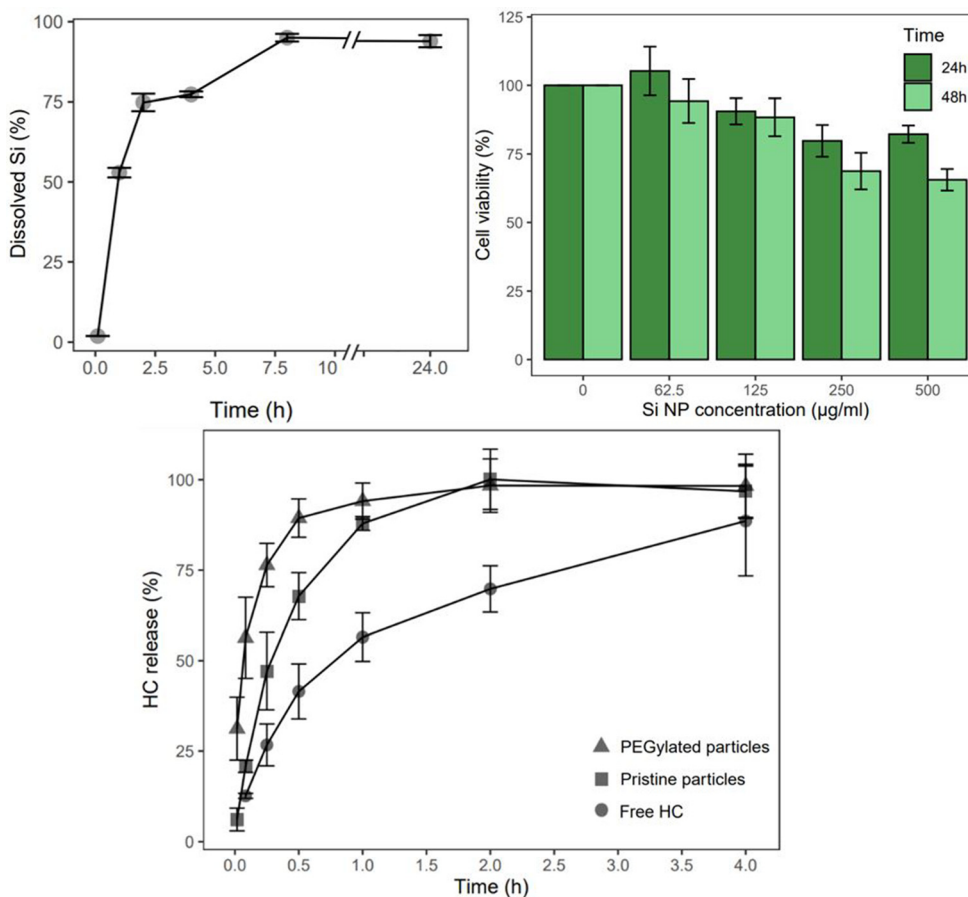 Dissolved Si (%)
100
75
50
25
0
0.0 2.5 5.0 7.5 10 24.0
Time (h)
Cell viability (%)
125
100
75
50
25
0
Time
24h
48h
0 62.5 125 250 500
Si NP concentration (µg/ml)
HC release (%)
100
75
50
25
0
PEGylated particles
Pristine particles
Free HC
0.0 0.5 1.0 1.5 2.0 2.5 3.0 3.5 4.0
Time (h)